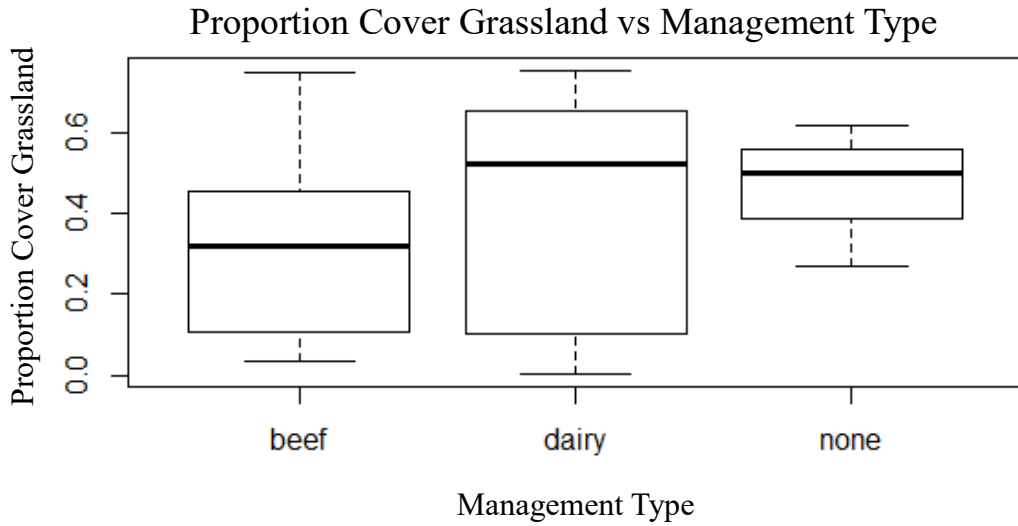 Proportion Cover Grassland vs Management Type
Proportion Cover Grassland
0.6
0.4
0.2
0.0
beef dairy none
Management Type